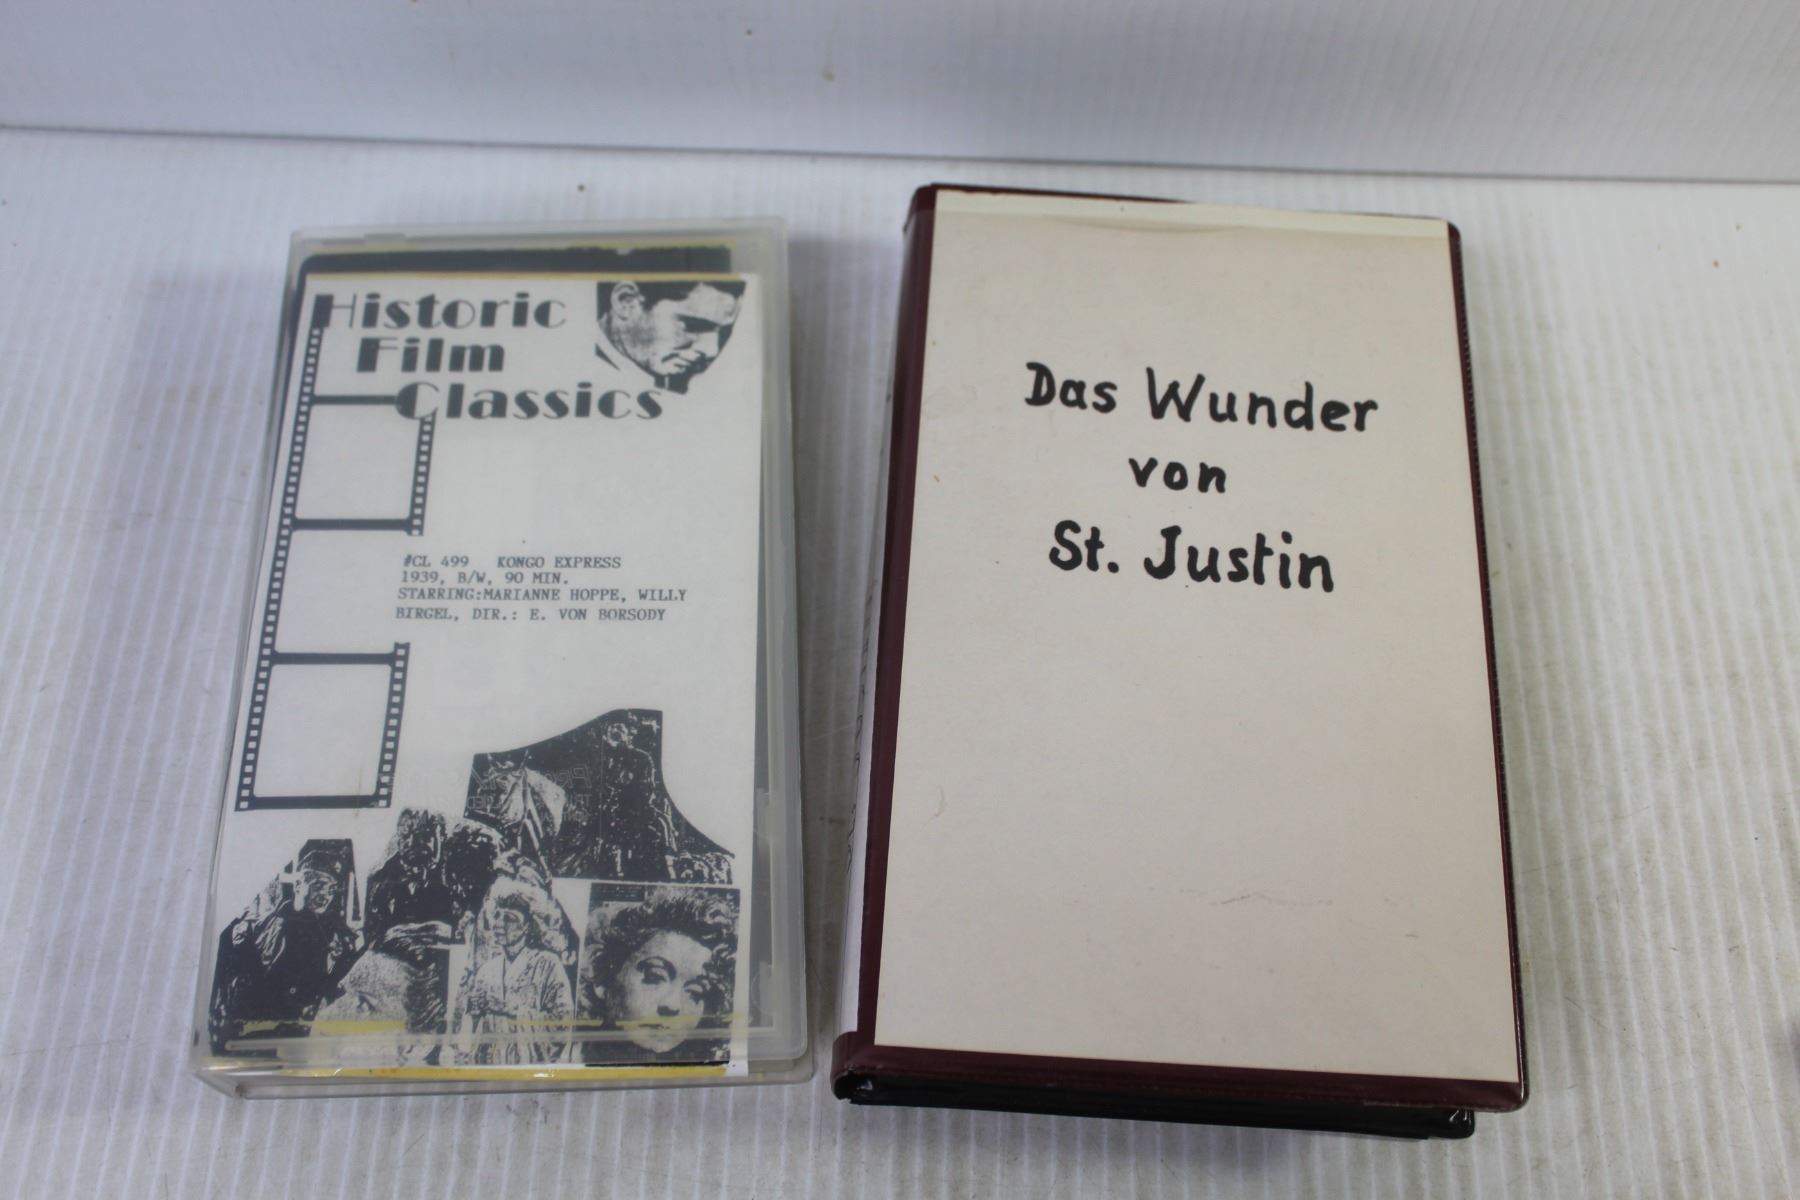 Historic
Film
Classics
#CL 499 KONGO EXPRESS
1939, B/W, 90 MIN.
STARRING:MARIANNE HOPPE, WILLY
BIRGEL, DIR.: E. VON BORSODY
Das Wunder
von
St. Justin